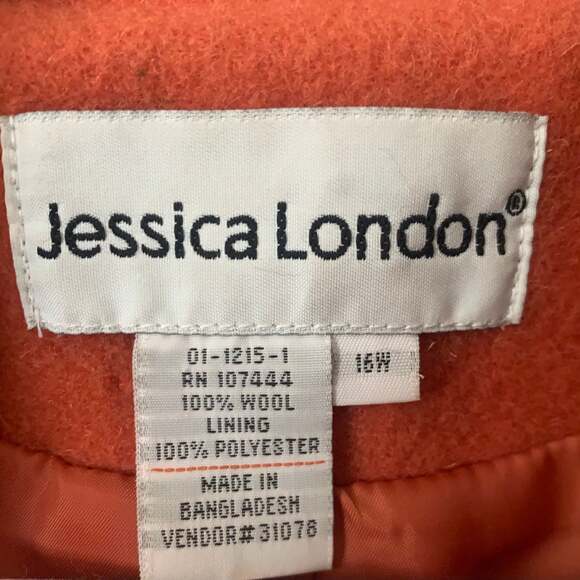 Jessica London®
01-1215-1
RN 107444
100% WOOL
LINING
100% POLYESTER
MADE IN
BANGLADESH
VENDOR# 31078
16W